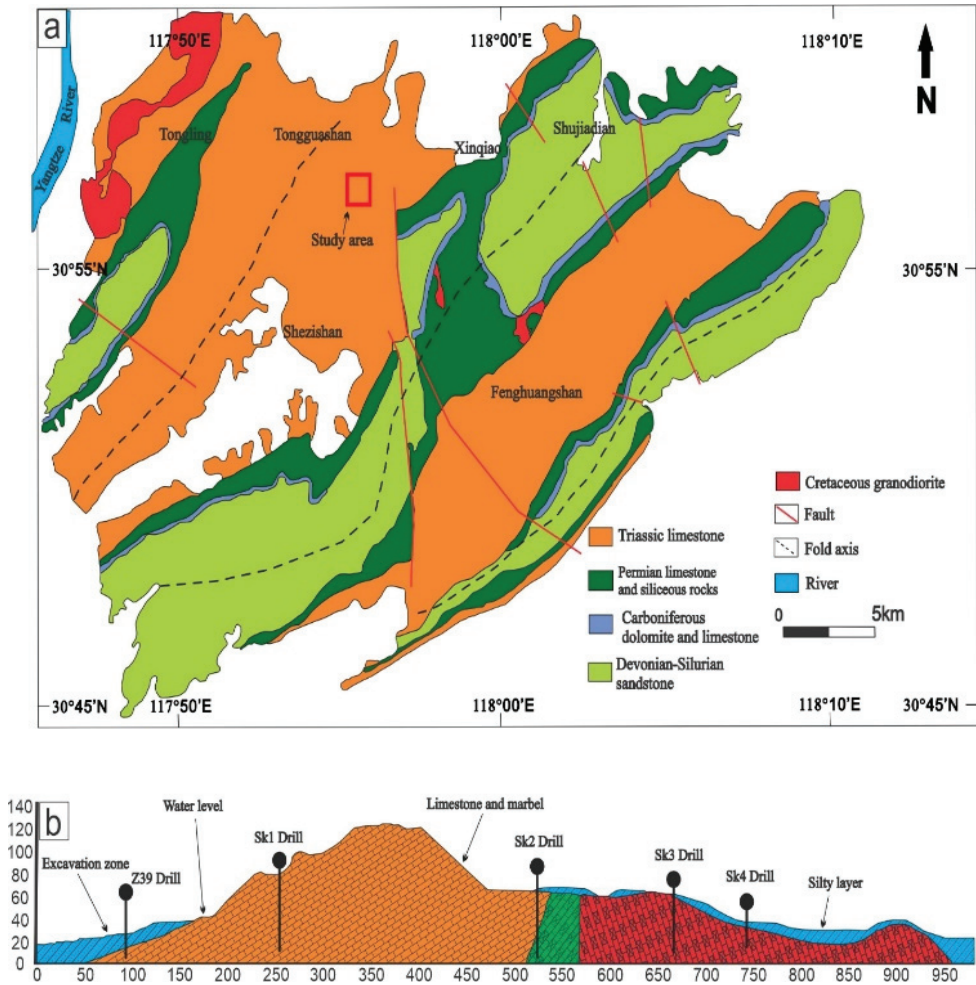 a
117°50'E
118°00'E
118°10'E
N
Yangtze River
Tongling
Tongguashan
Xinqiao
Shujiadian
Study area
30°55'N
30°55'N
Shezishan
Fenghuangshan
Cretaceous granodiorite
Fault
Fold axis
River
0 5km
Triassic limestone
Permian limestone
and siliceous rocks
Carboniferous
dolomite and limestone
Devonian-Silurian
sandstone
30°45'N
117°50'E
118°00'E
118°10'E
30°45'N
b
140
120
100
80
60
40
20
0
Water level
Limestone and marbel
Excavation zone
Z39 Drill
Sk1 Drill
Sk2 Drill
Sk3 Drill
Sk4 Drill
Silty layer
0 50 100 150 200 250 300 350 400 450 500 550 600 650 700 750 800 850 900 950